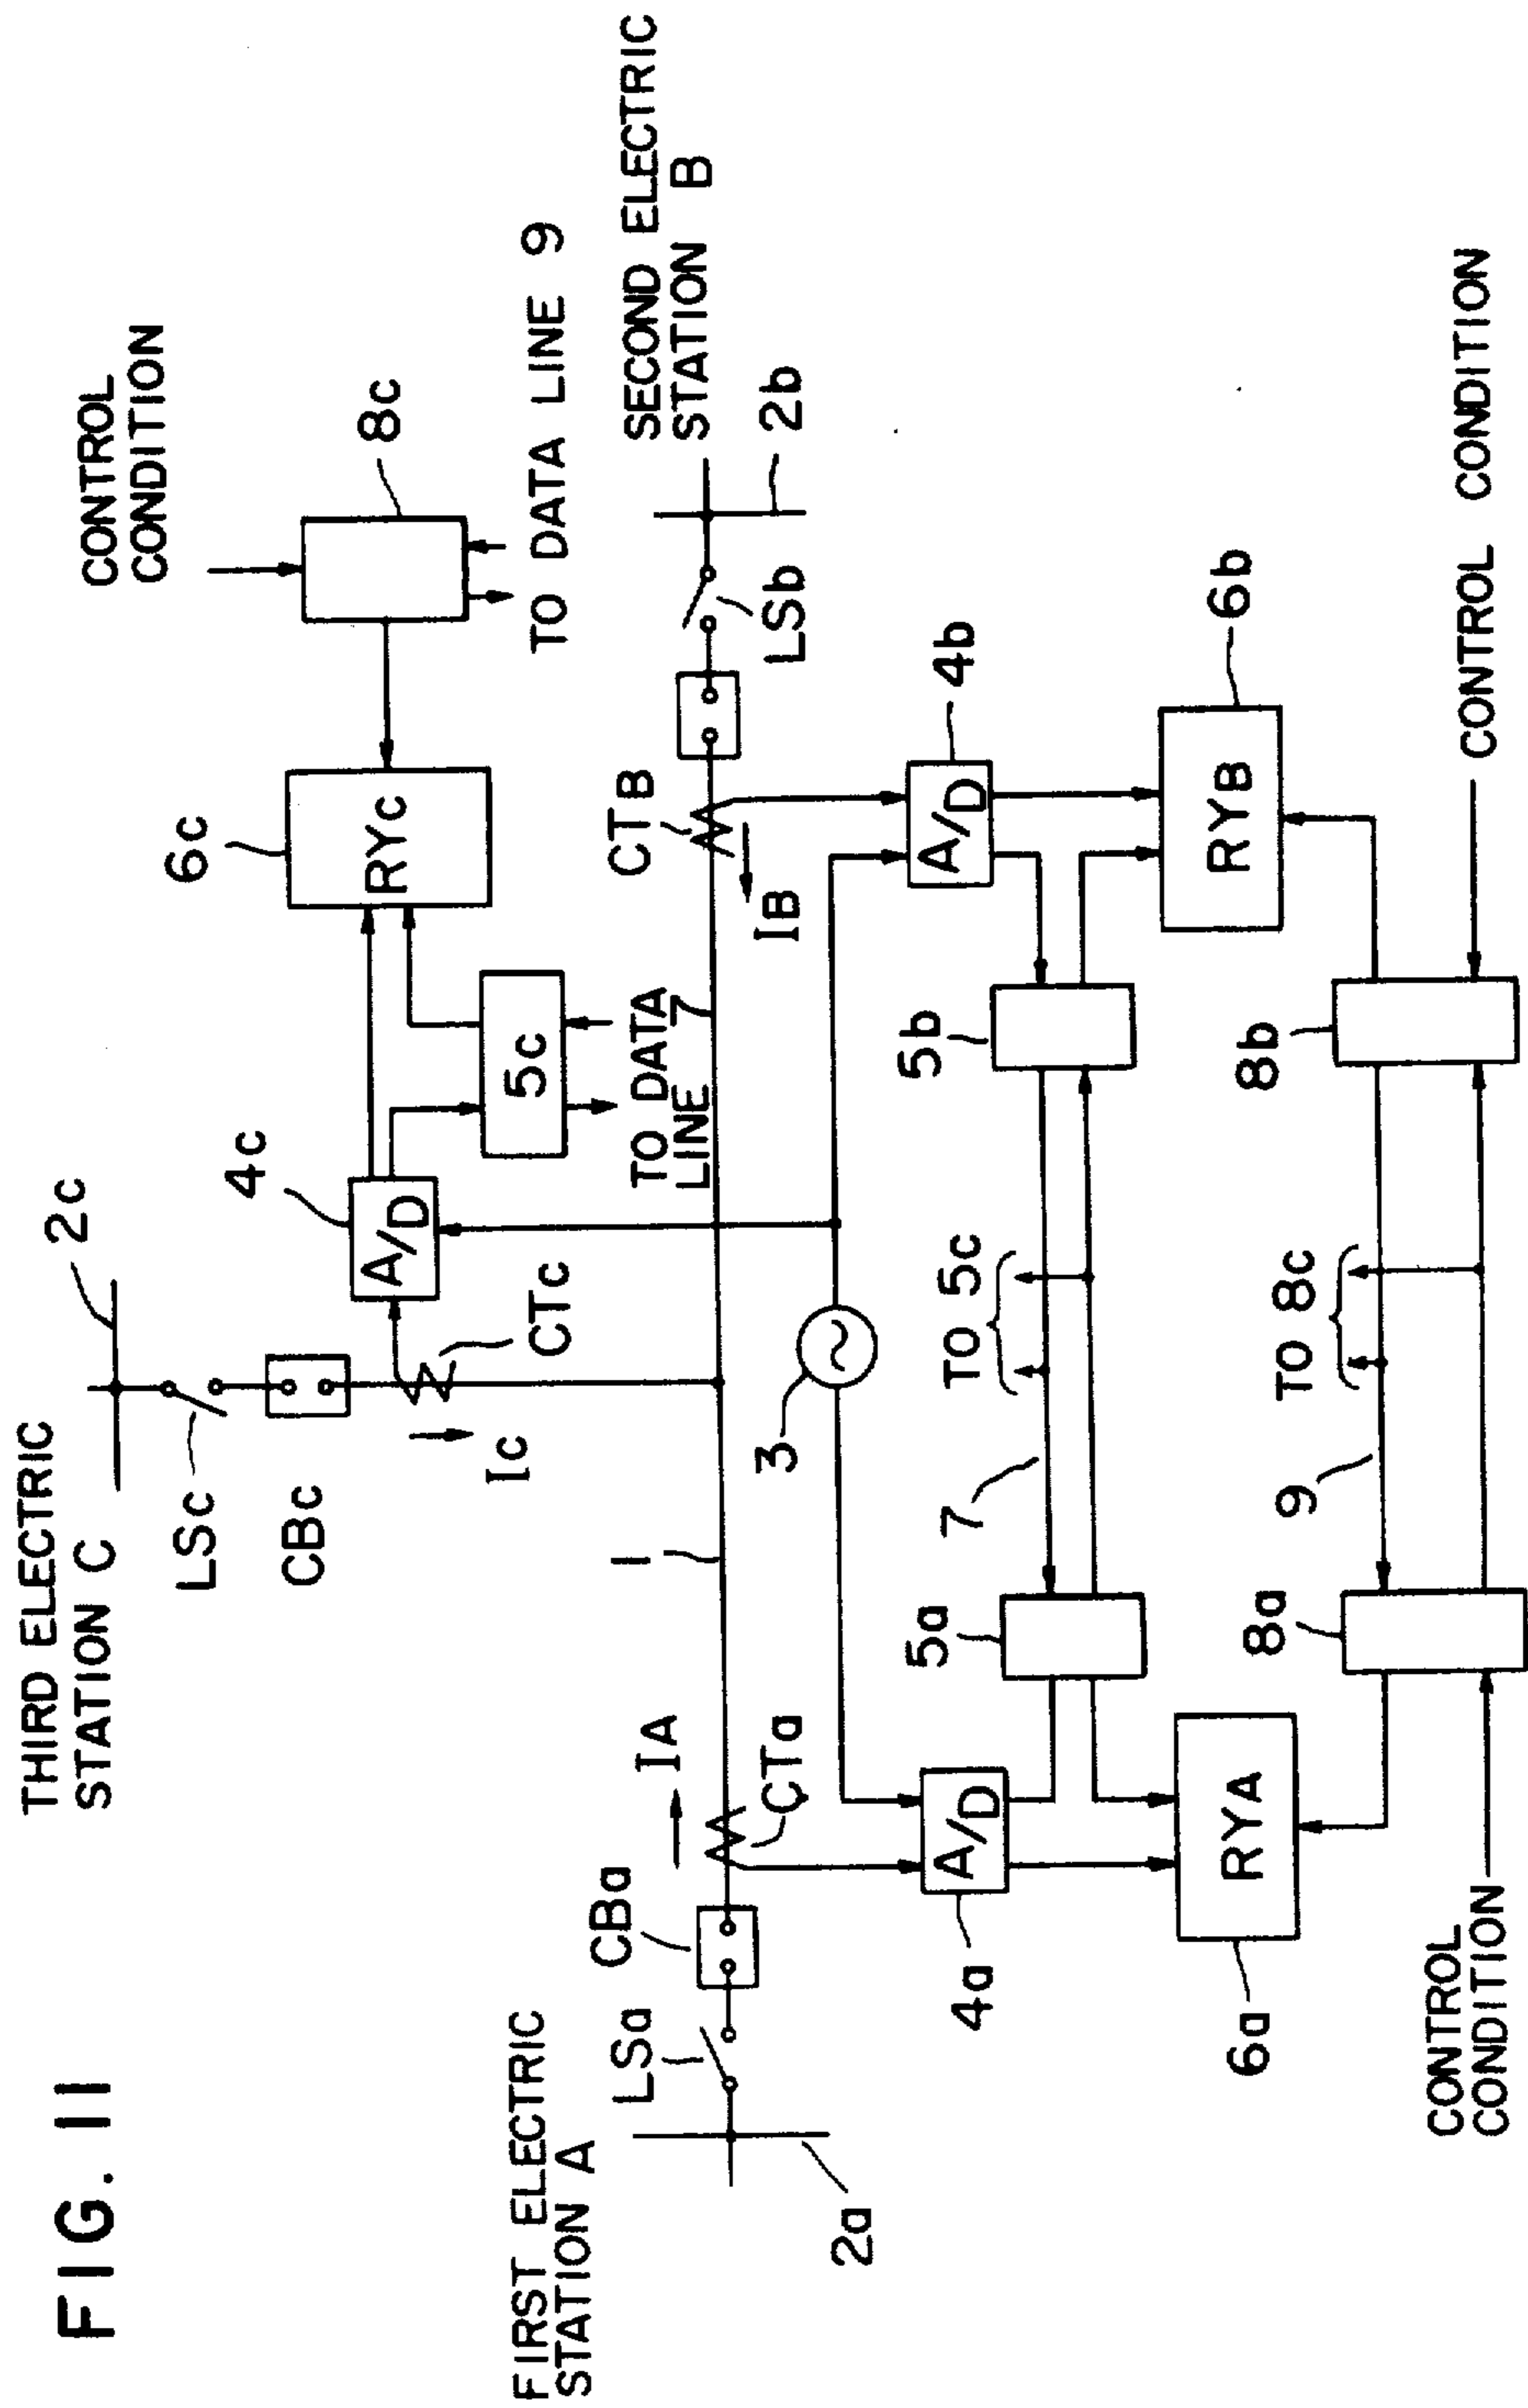 FIG. 11
THIRD ELECTRIC
STATION C
2c
LSc
CBc
Ic
CTc
4c
A/D
6c
RYc
5c
TO DATA
LINE 7
CONTROL
CONDITION
8c
TO DATA LINE 9
FIRST ELECTRIC
STATION A
2a
LSa
CBa
IA
CTa
1
3
CTB
IB
LSb
2b
SECOND ELECTRIC
STATION B
4a
A/D
5a
7
TO 5c
5b
4b
A/D
6a
RYA
RYB
6b
8a
9
TO 8c
8b
CONTROL
CONDITION
CONTROL CONDITION